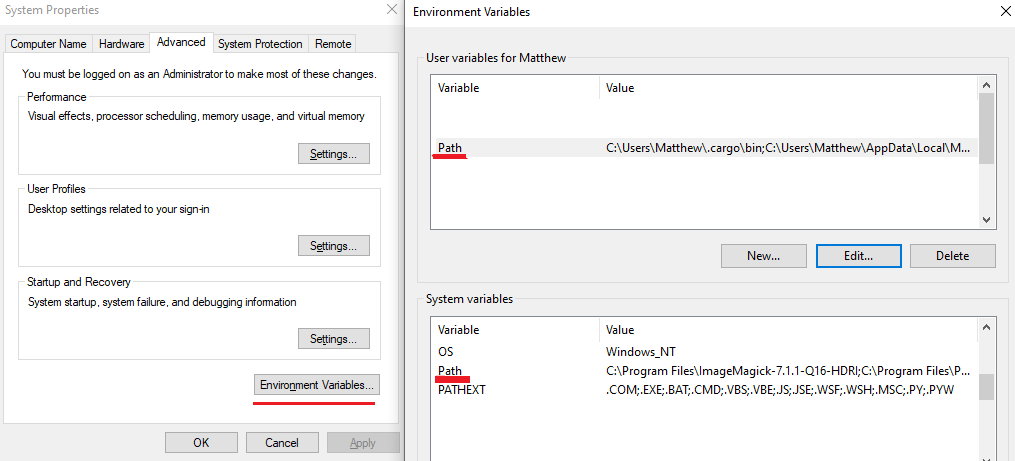 System Properties
Computer Name Hardware Advanced System Protection Remote
You must be logged on as an Administrator to make most of these changes.
Performance
Visual effects, processor scheduling, memory usage, and virtual memory
Settings...
User Profiles
Desktop settings related to your sign-in
Settings...
Startup and Recovery
System startup, system failure, and debugging information
Settings...
Environment Variables...
OK Cancel Apply
Environment Variables
User variables for Matthew
Variable Value
Path C:\Users\Matthew\.cargo\bin;C:\Users\Matthew\AppData\Local\M...
New... Edit... Delete
System variables
Variable Value
OS Windows_NT
Path C:\Program Files\ImageMagick-7.1.1-Q16-HDRI;C:\Program Files\P...
PATHEXT .COM;.EXE;.BAT;.CMD;.VBS;.VBE;.JS;.JSE;.WSF;.WSH;.MSC;.PY;.PYW